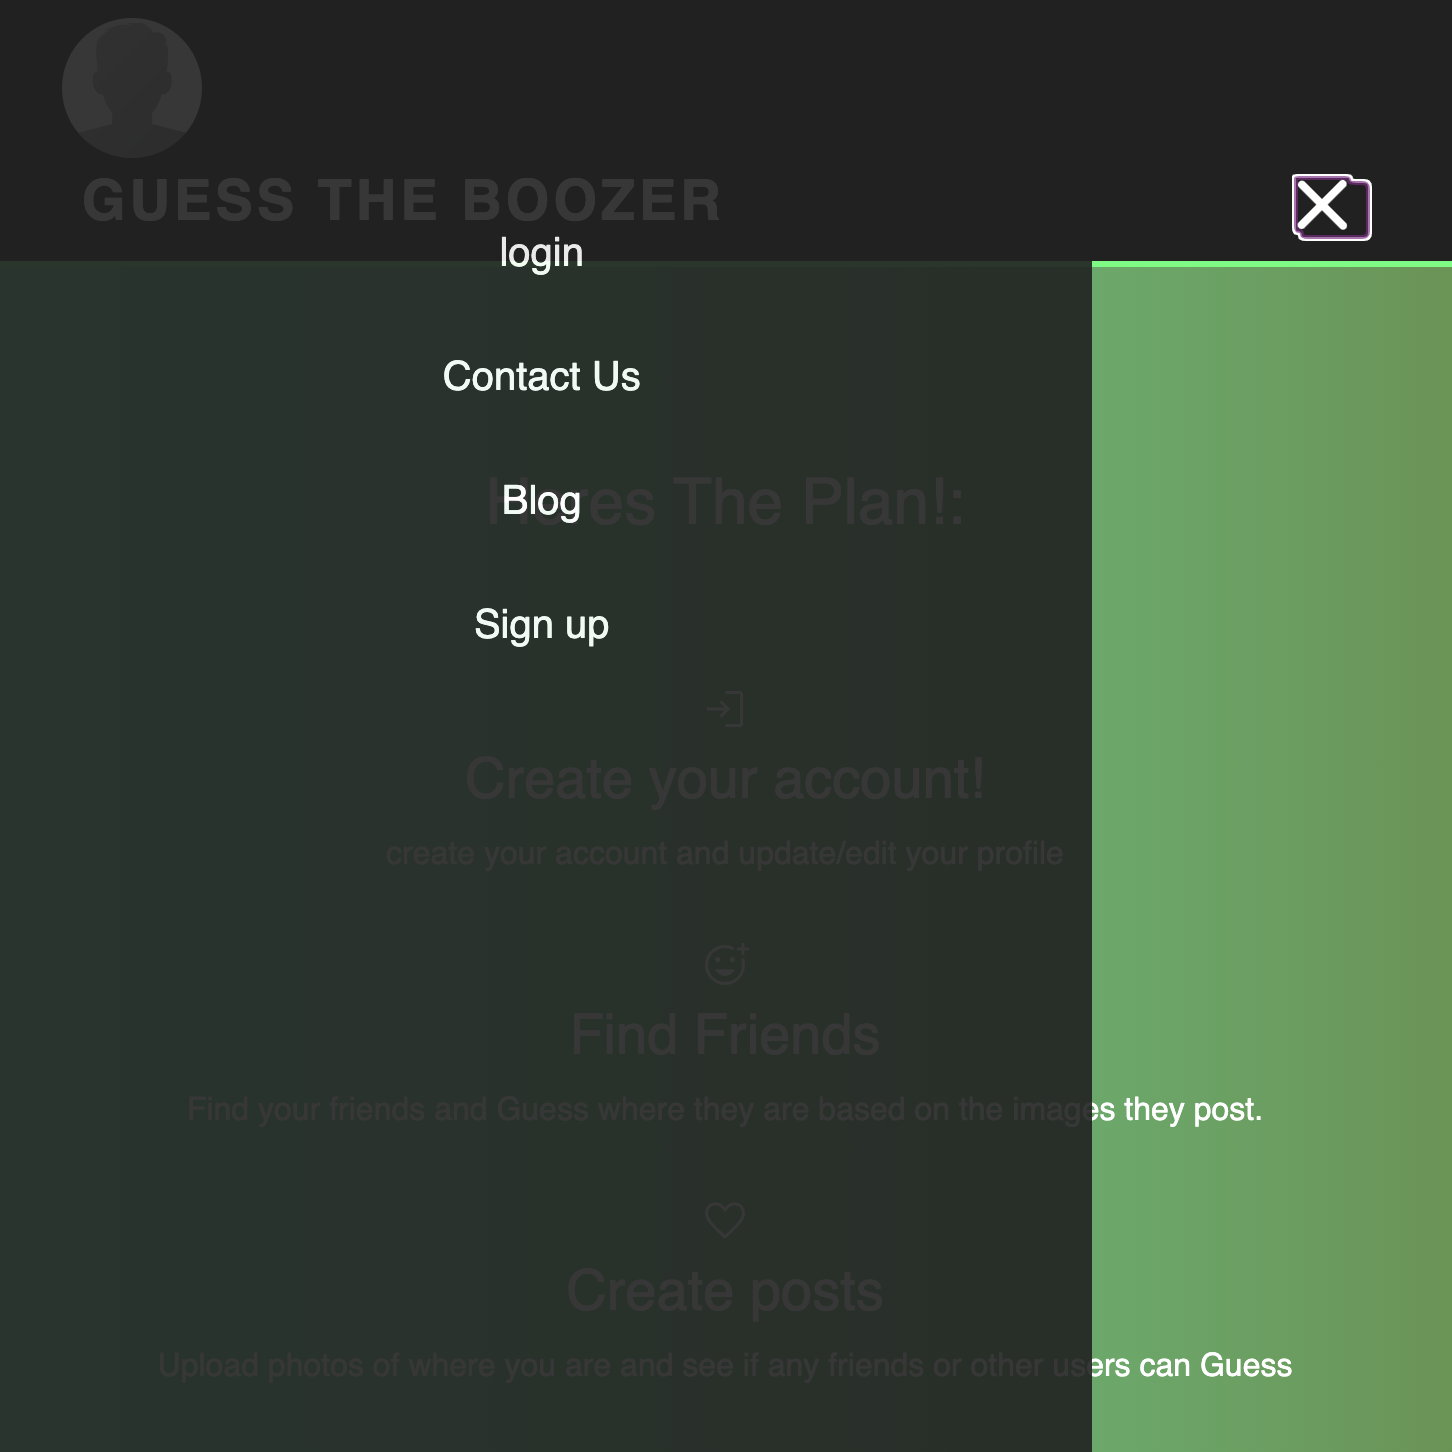 GUESS THE BOOZER
login
Contact Us
Blog
Heres The Plan!:
Sign up
Create your account!
create your account and update/edit your profile
Find Friends
Find your friends and Guess where they are based on the images they post.
Create posts
Upload photos of where you are and see if any friends or other users can Guess